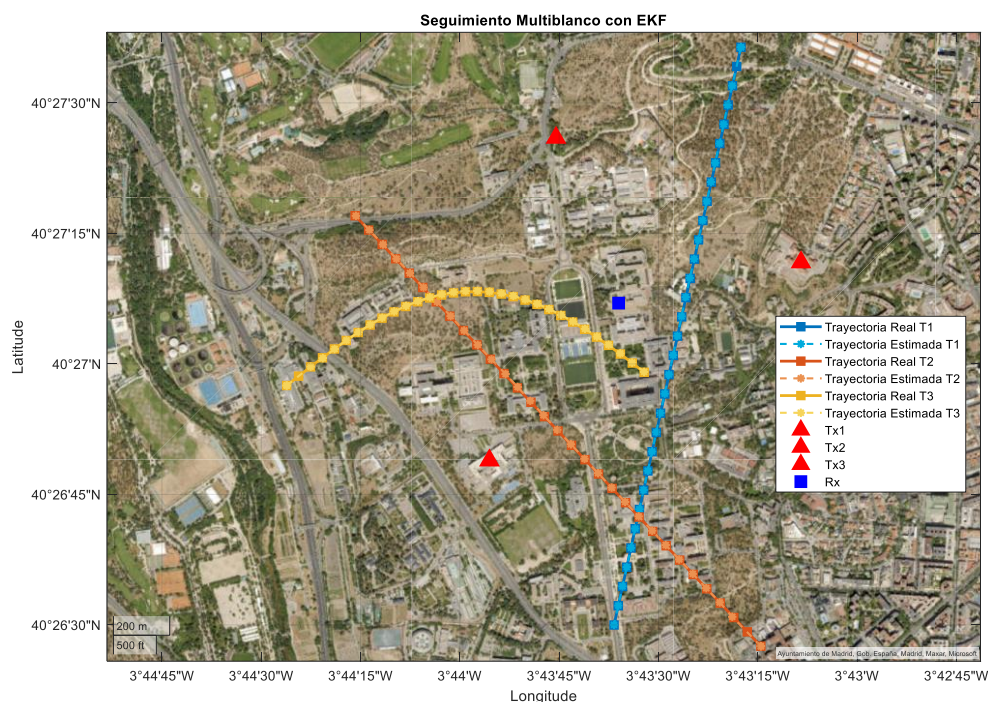 Seguimiento Multiblanco con EKF
40°27'30"N
40°27'15"N
40°27'N
40°26'45"N
40°26'30"N
Latitude
Trayectoria Real T1
Trayectoria Estimada T1
Trayectoria Real T2
Trayectoria Estimada T2
Trayectoria Real T3
Trayectoria Estimada T3
Tx1
Tx2
Tx3
Rx
200 m
500 ft
Ayuntamiento de Madrid, Gob. España, Madrid, Maxar, Microsoft
3°44'45"W
3°44'30"W
3°44'15"W
3°44'W
3°43'45"W
3°43'30"W
3°43'15"W
3°43'W
3°42'45"W
Longitude